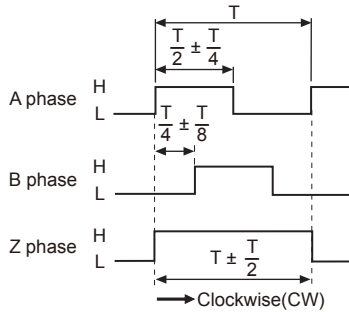 T
T/2 ± T/4
A phase H
L
T/4 ± T/8
B phase H
L
Z phase H
L
T ± T/2
Clockwise(CW)